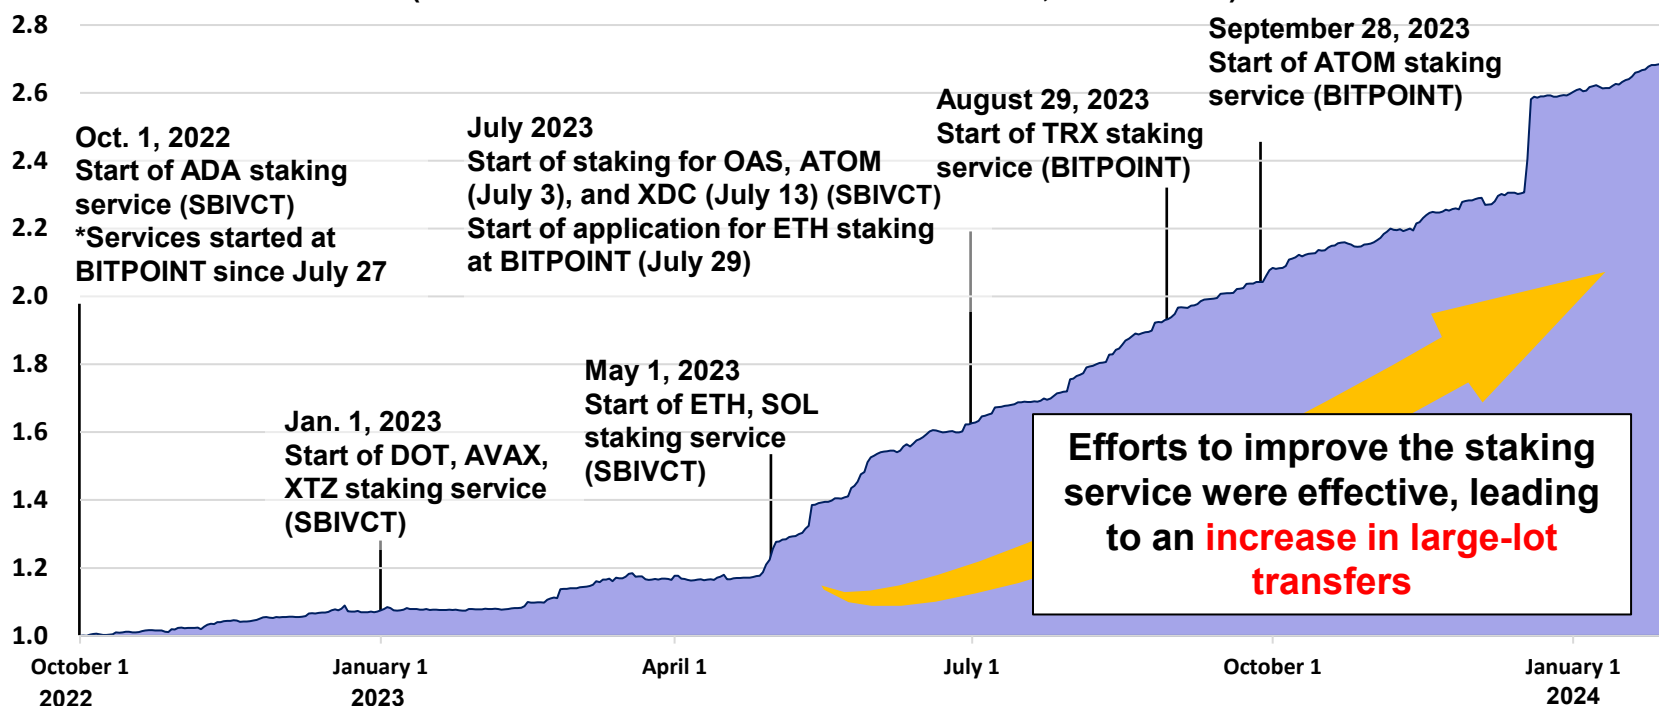 2.8
2.6
2.4
2.2
2.0
1.8
1.6
1.4
1.2
1.0
Oct. 1, 2022
Start of ADA staking
service (SBIVCT)
*Services started at
BITPOINT since July 27
Jan. 1, 2023
Start of DOT, AVAX,
XTZ staking service
(SBIVCT)
July 2023
Start of staking for OAS, ATOM
(July 3), and XDC (July 13) (SBIVCT)
Start of application for ETH staking
at BITPOINT (July 29)
May 1, 2023
Start of ETH, SOL
staking service
(SBIVCT)
August 29, 2023
Start of TRX staking
service (BITPOINT)
September 28, 2023
Start of ATOM staking
service (BITPOINT)
Efforts to improve the staking
service were effective, leading
to an increase in large-lot
transfers
October 1
2022
January 1
2023
April 1
July 1
October 1
January 1
2024